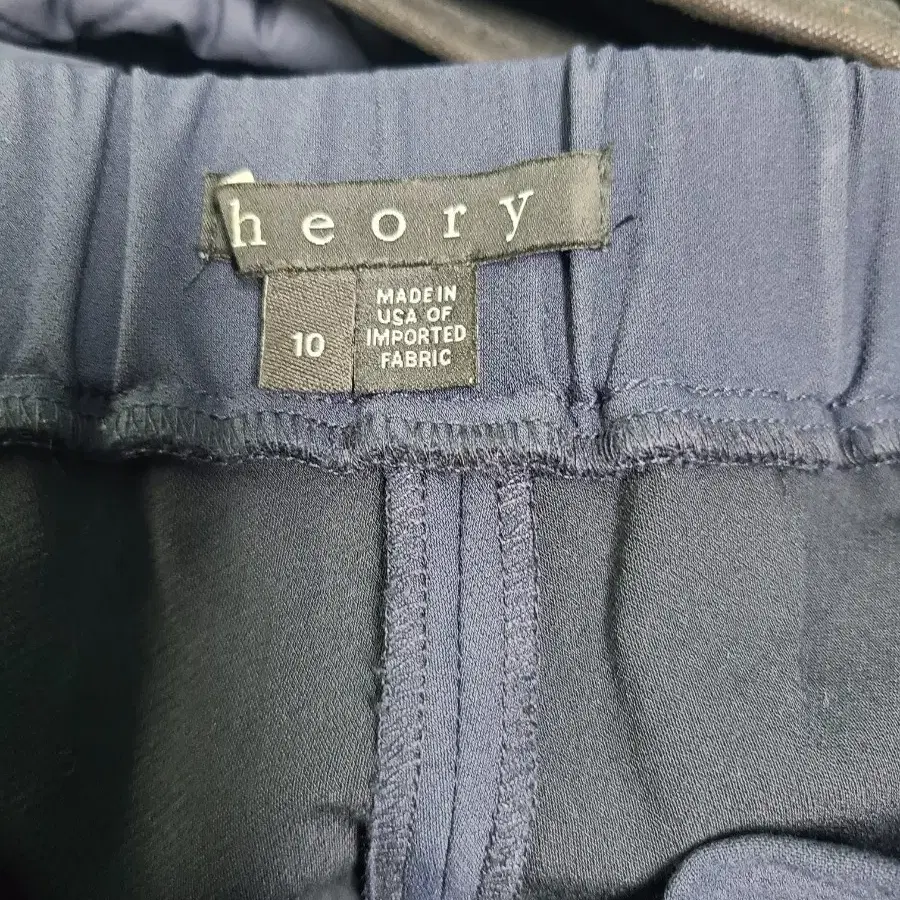 heory
10
MADE IN
USA OF
IMPORTED
FABRIC